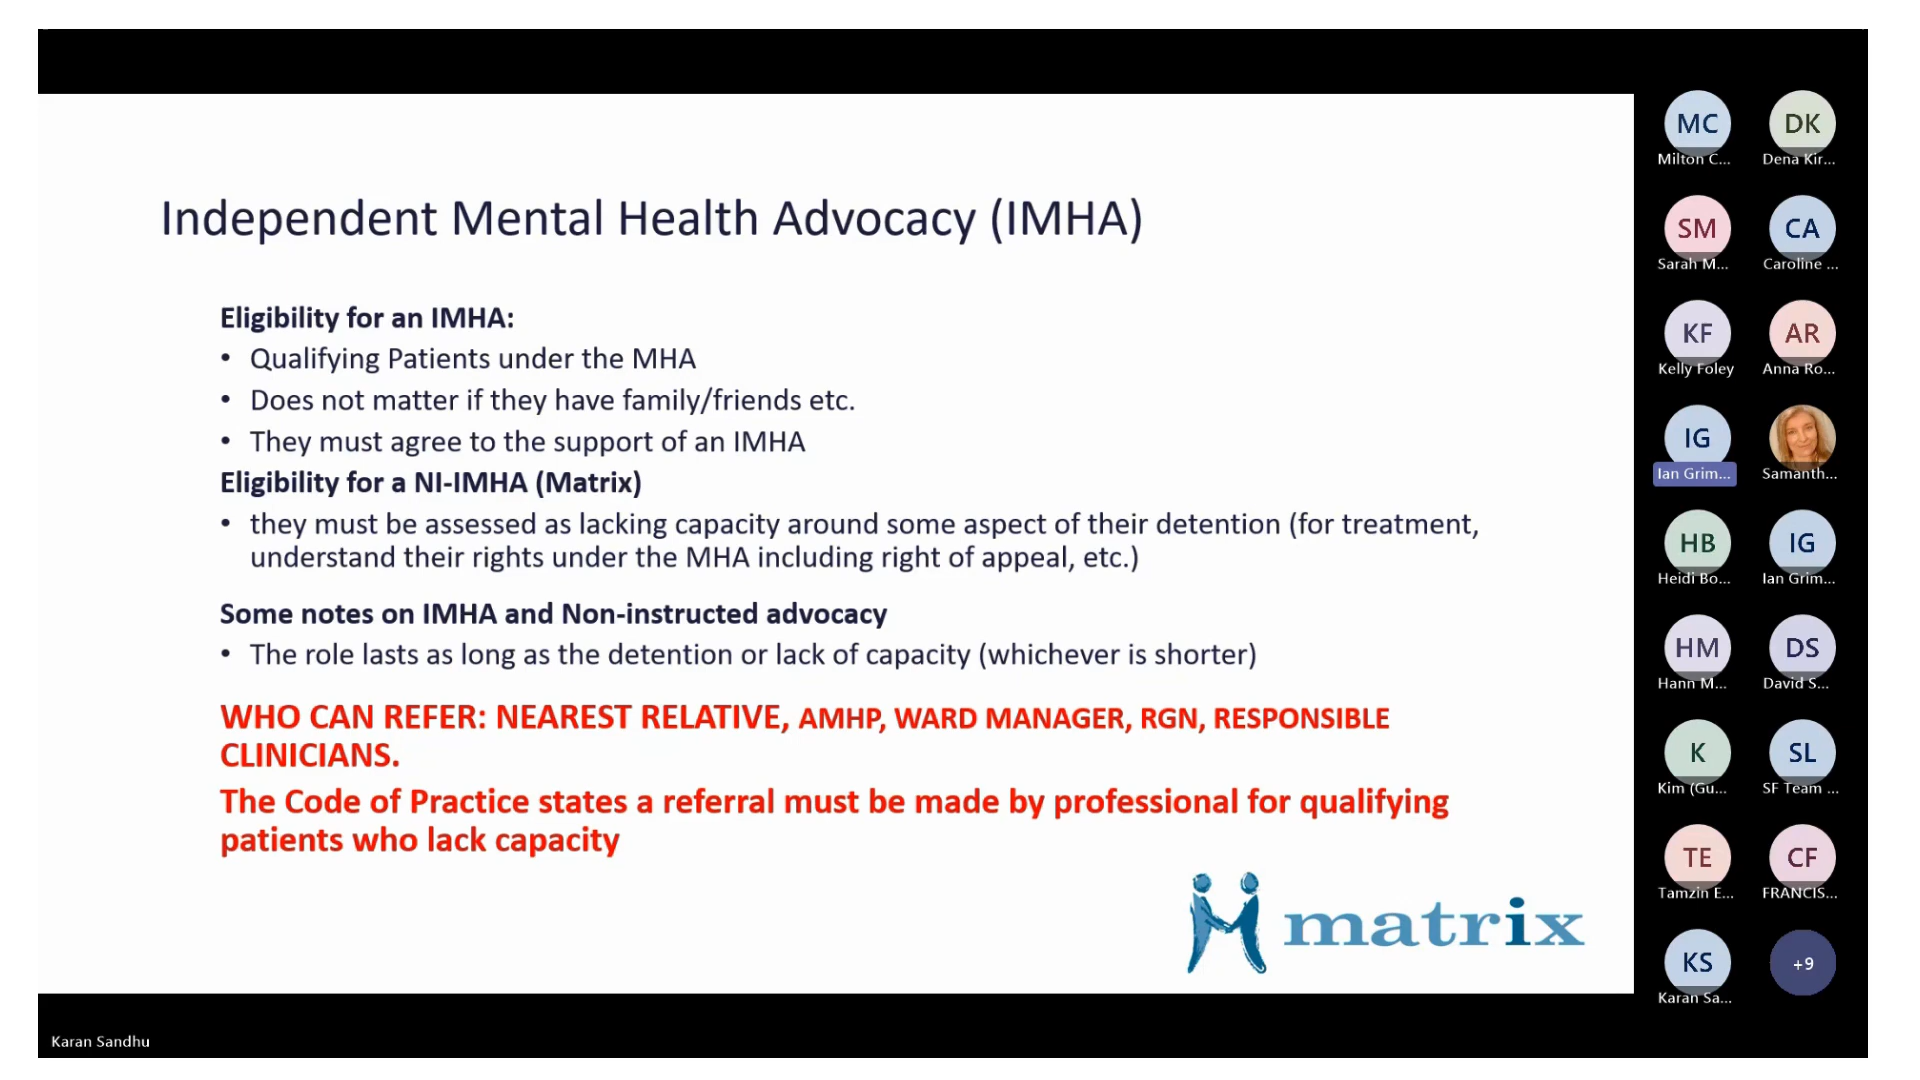 Independent Mental Health Advocacy (IMHA)
Eligibility for an IMHA:
• Qualifying Patients under the MHA
• Does not matter if they have family/friends etc.
• They must agree to the support of an IMHA
Eligibility for a NI-IMHA (Matrix)
• they must be assessed as lacking capacity around some aspect of their detention (for treatment,
understand their rights under the MHA including right of appeal, etc.)
Some notes on IMHA and Non-instructed advocacy
• The role lasts as long as the detention or lack of capacity (whichever is shorter)
WHO CAN REFER: NEAREST RELATIVE, AMHP, WARD MANAGER, RGN, RESPONSIBLE
CLINICIANS.
The Code of Practice states a referral must be made by professional for qualifying
patients who lack capacity
matrix
Karan Sandhu
MC
Milton C...
DK
Dena Kir...
SM
Sarah M...
CA
Caroline ...
KF
Kelly Foley
AR
Anna Ro...
IG
Ian Grim...
Samanth...
HB
Heidi Bo...
IG
Ian Grim...
HM
Hann M...
DS
David S...
K
Kim (Gu...
SL
SF Team ...
TE
Tamzin E...
CF
FRANCIS...
KS
Karan Sa...
+9